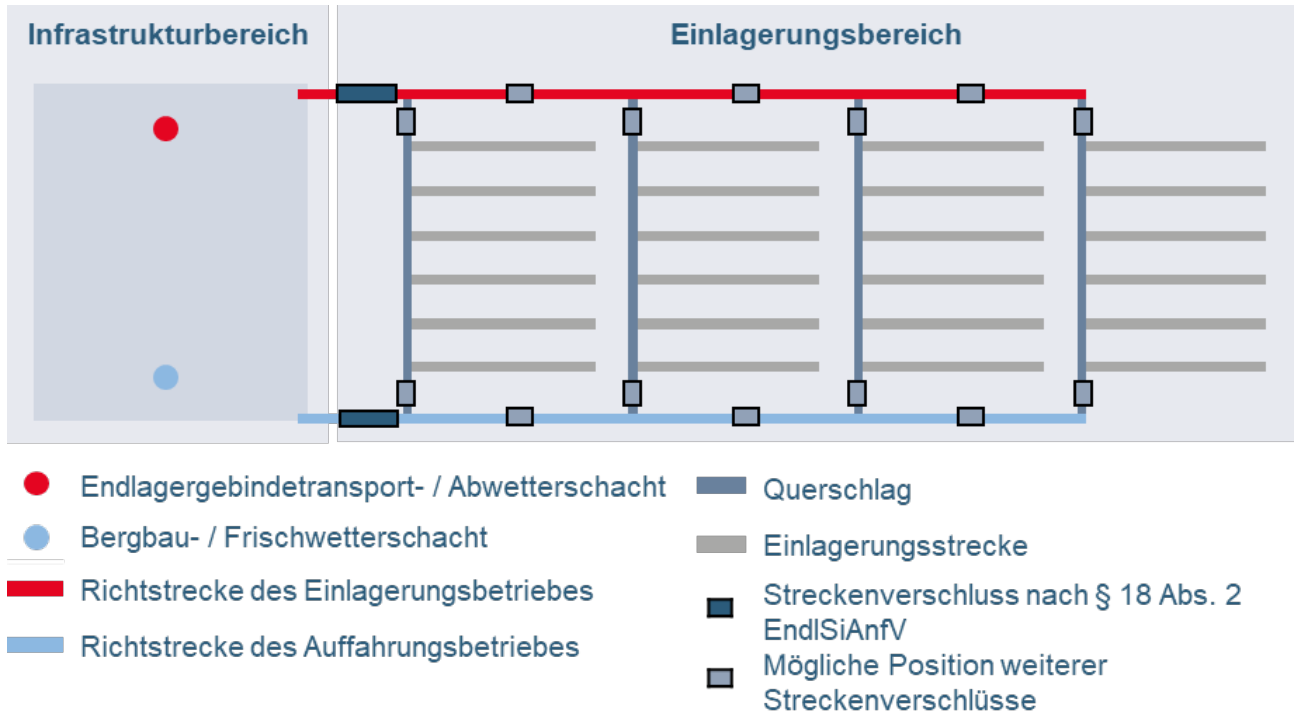 Infrastrukturbereich
Einlagerungsbereich
Endlagergebindetransport- / Abwetterschacht
Bergbau- / Frischwetterschacht
Richtstrecke des Einlagerungsbetriebes
Richtstrecke des Auffahrungsbetriebes
Querschlag
Einlagerungsstrecke
Streckenverschluss nach § 18 Abs. 2
EndlSiAnfV
Mögliche Position weiterer
Streckenverschlüsse